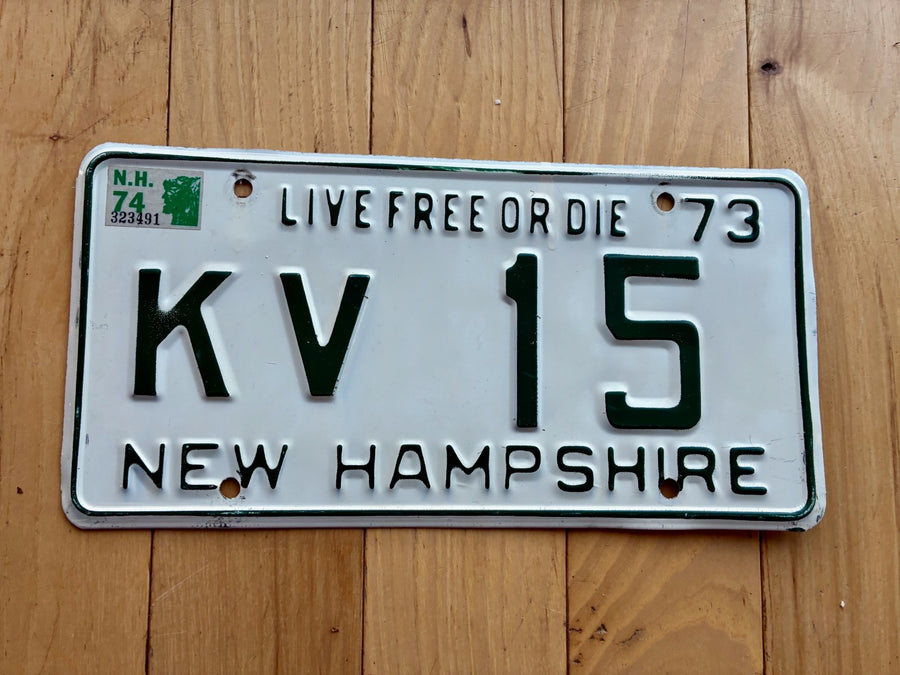 N.H.
74
323491
LIVE FREE OR DIE 73
KV 15
NEW HAMPSHIRE